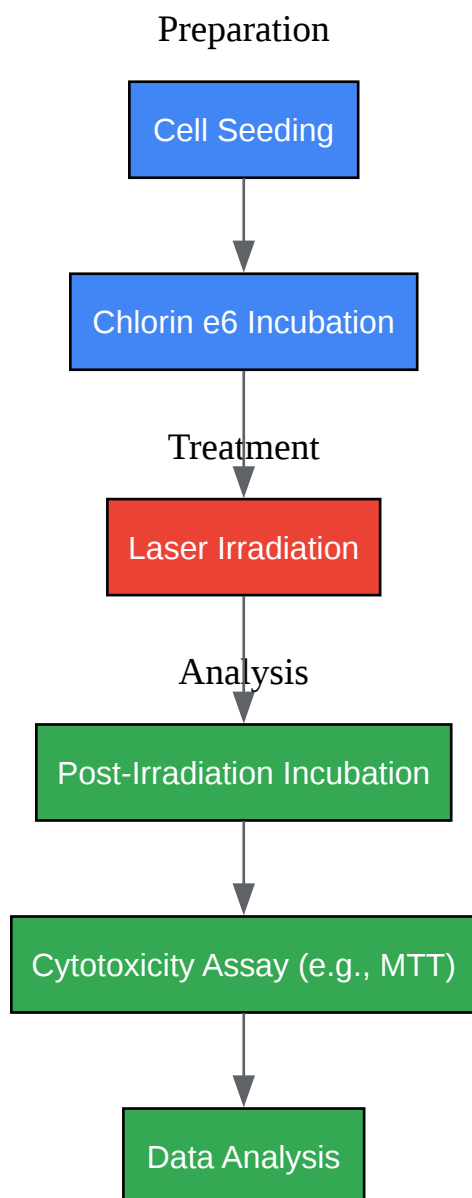 Preparation
Cell Seeding
Chlorin e6 Incubation
Treatment
Laser Irradiation
Analysis
Post-Irradiation Incubation
Cytotoxicity Assay (e.g., MTT)
Data Analysis